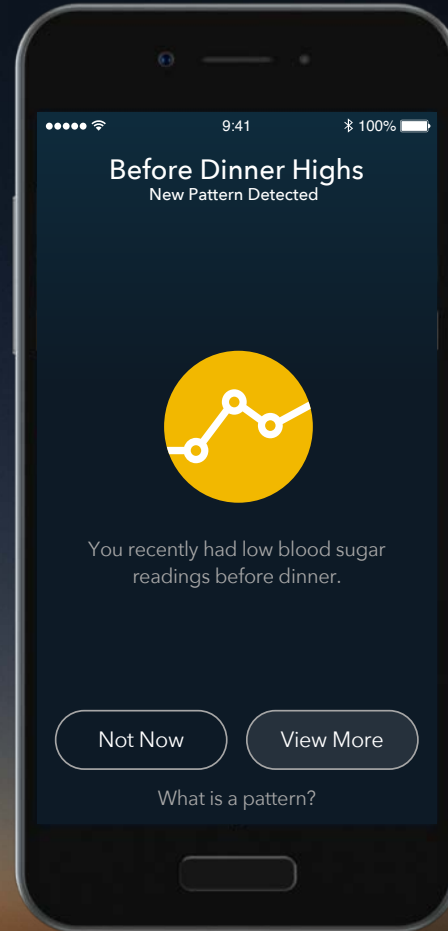 9:41
100%
Before Dinner Highs
New Pattern Detected
You recently had low blood sugar
readings before dinner.
Not Now
View More
What is a pattern?